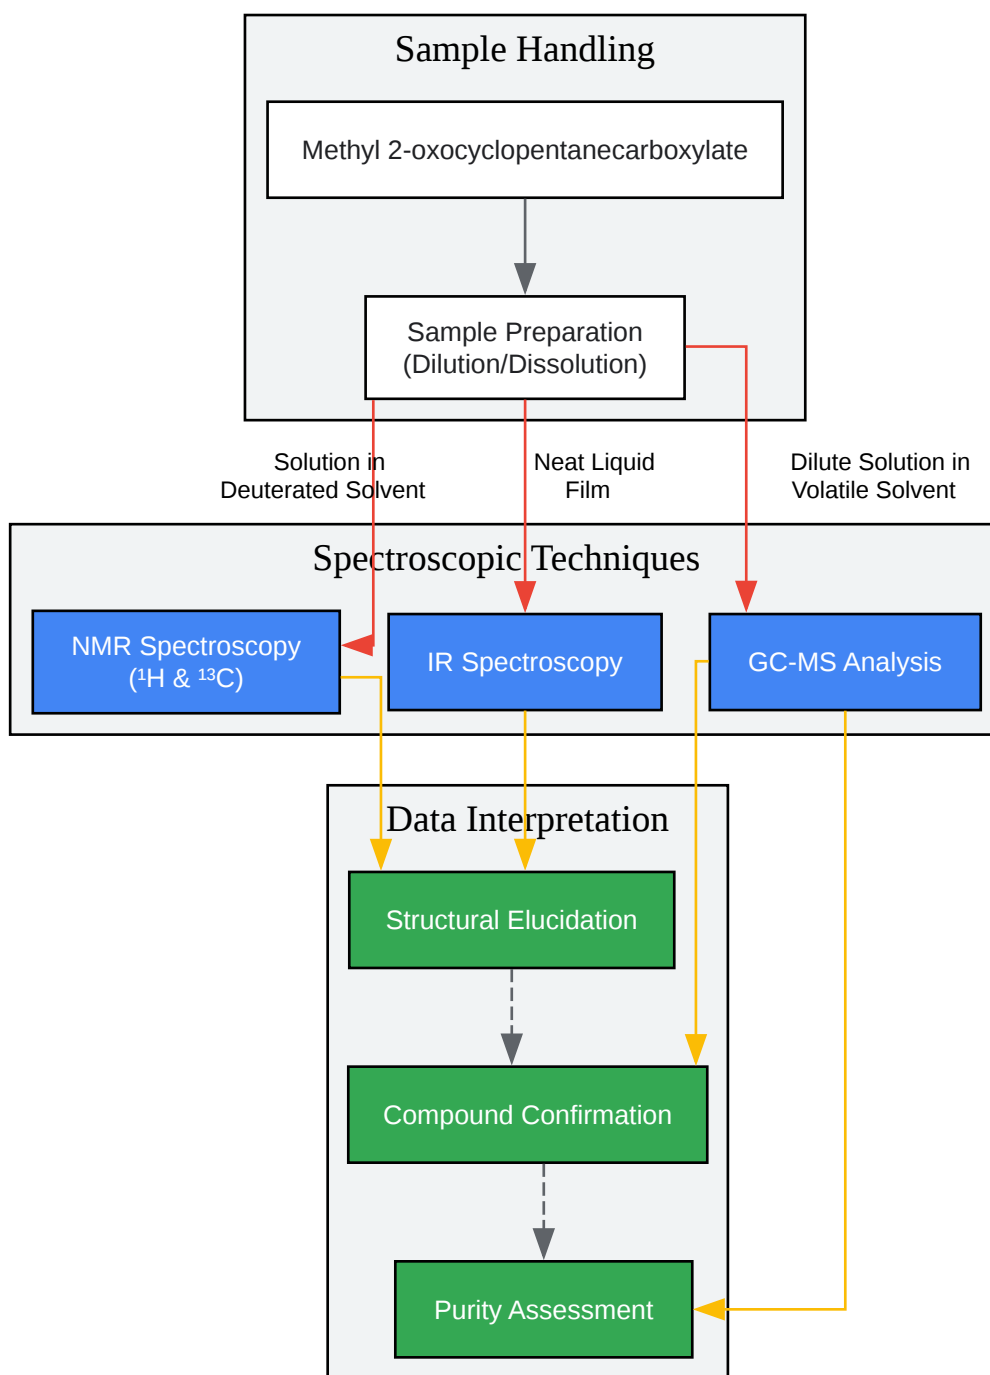 Sample Handling
Methyl 2-oxocyclopentanecarboxylate
Sample Preparation
(Dilution/Dissolution)
Solution in
Deuterated Solvent
Neat Liquid
Film
Dilute Solution in
Volatile Solvent
Spectroscopic Techniques
NMR Spectroscopy
(¹H & ¹³C)
IR Spectroscopy
GC-MS Analysis
Data Interpretation
Structural Elucidation
Compound Confirmation
Purity Assessment